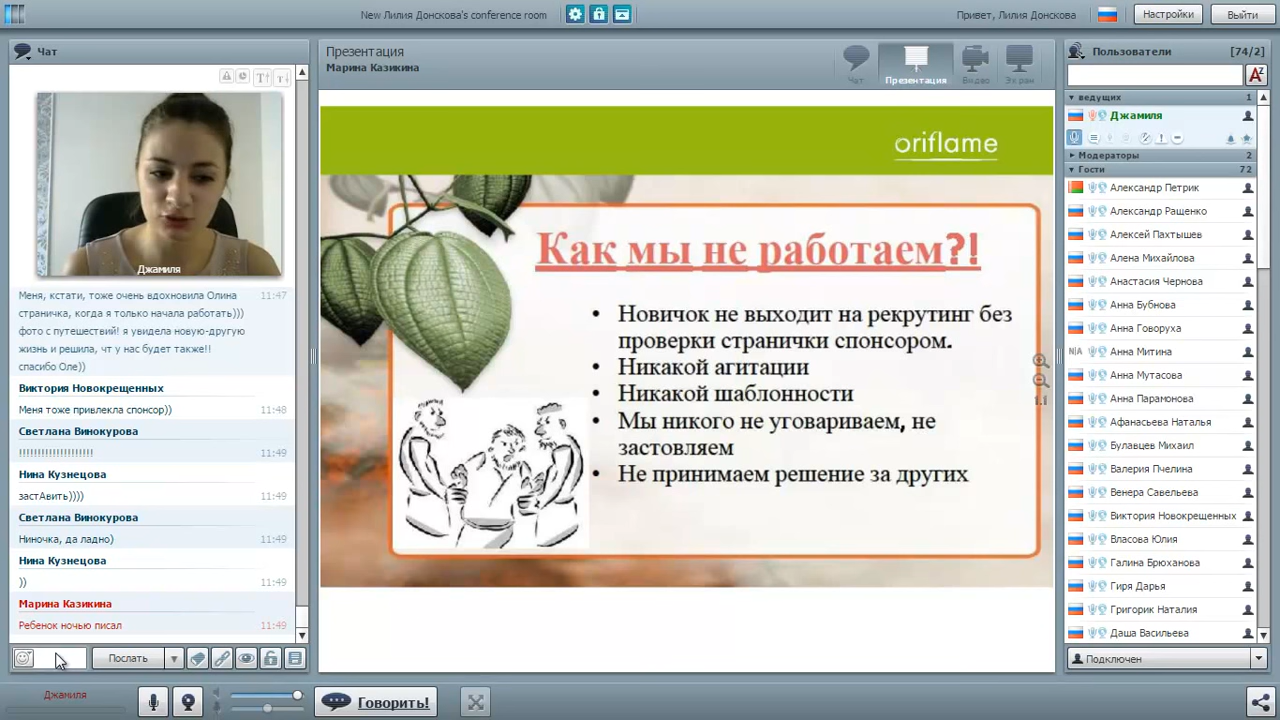 New Лилия Донскова's conference room
Привет, Лилия Донскова
Настройки
Выйти
Чат
Джамиля
Меня, кстати, тоже очень вдохновила Олина
11:47
страничка, когда я только начала работать)))
фото с путешествий! я увидела новую-другую
жизнь и решила, чт у нас будет также!!
спасибо Оле))
Виктория Новокрещенных
Меня тоже привлекла спонсор))
11:48
Светлана Винокурова
!!!!!!!!!!!!!!!!!!!!!
11:49
Нина Кузнецова
застАвить))))
11:49
Светлана Винокурова
Ниночка, да ладно)
11:49
Нина Кузнецова
))
11:49
Марина Казикина
Ребенок ночью писал
11:49
Послать
Джамиля
Говорить!
Презентация
Марина Казикина
Чат
Презентация
Видео
Экран
oriflame
Как мы не работаем?!
• Новичок не выходит на рекрутинг без
проверки странички спонсором.
• Никакой агитации
• Никакой шаблонности
• Мы никого не уговариваем, не
застовляем
• Не принимаем решение за других
1:1
Пользователи
[74/2]
AZ
ведущих 1
Джамиля
Модераторы 2
Гости 72
Александр Петрик
Александр Ращенко
Алексей Пахтышев
Алена Михайлова
Анастасия Чернова
Анна Бубнова
Анна Говоруха
N/A Анна Митина
Анна Мутасова
Анна Парамонова
Афанасьева Наталья
Булавцев Михаил
Валерия Пчелина
Венера Савельева
Виктория Новокрещенных
Власова Юлия
Галина Брюханова
Гиря Дарья
Григорик Наталия
Даша Васильева
Подключен